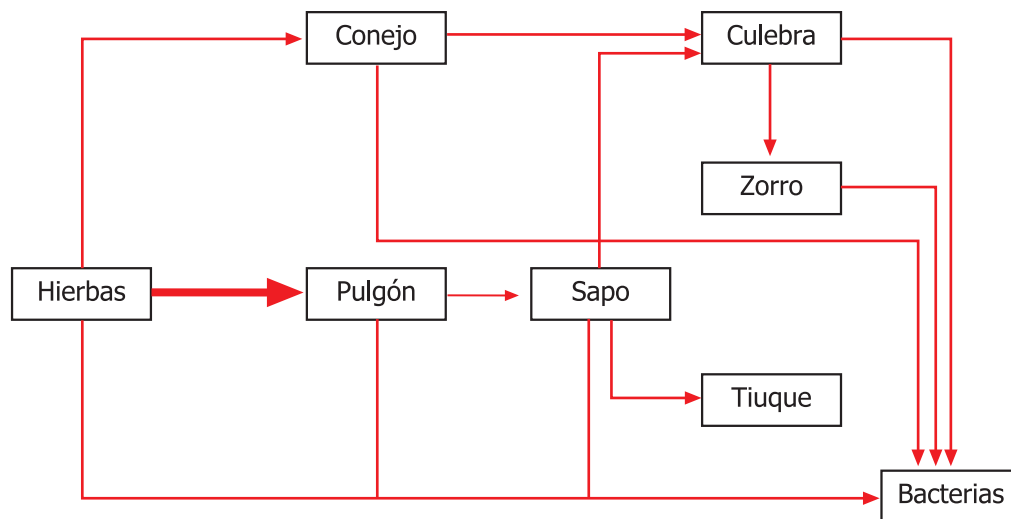 Conejo
Culebra
Zorro
Hierbas
Pulgón
Sapo
Tiuque
Bacterias